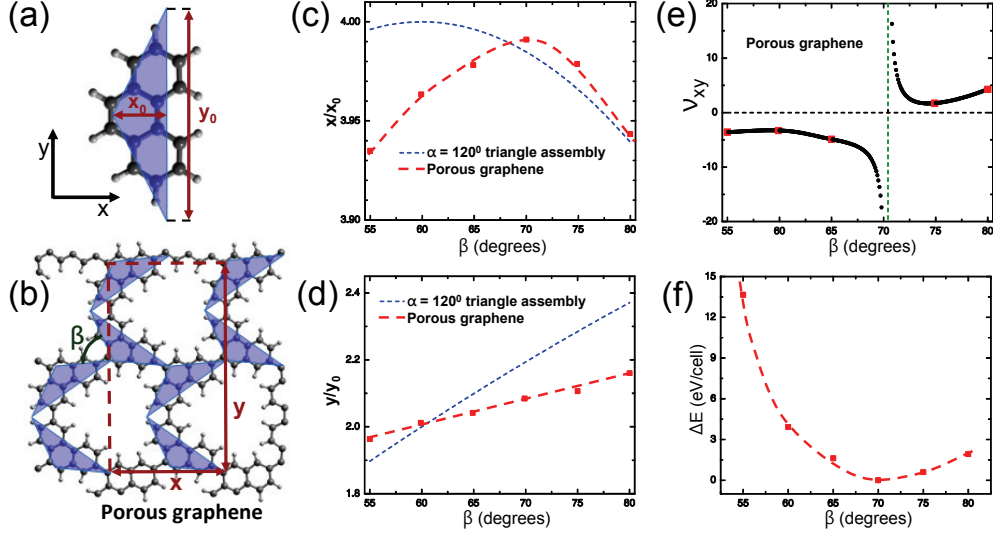 (a)
x₀
y₀
y
x
(b)
β
y
x
Porous graphene
(c)
x/x₀
4.00
3.95
3.90
α = 120⁰ triangle assembly
Porous graphene
55 60 65 70 75 80
β (degrees)
(d)
y/y₀
2.4
2.2
2.0
1.8
α = 120⁰ triangle assembly
Porous graphene
55 60 65 70 75 80
β (degrees)
(e)
νxy
20
10
0
-10
-20
Porous graphene
55 60 65 70 75 80
β (degrees)
(f)
ΔE (eV/cell)
15
12
9
6
3
0
55 60 65 70 75 80
β (degrees)